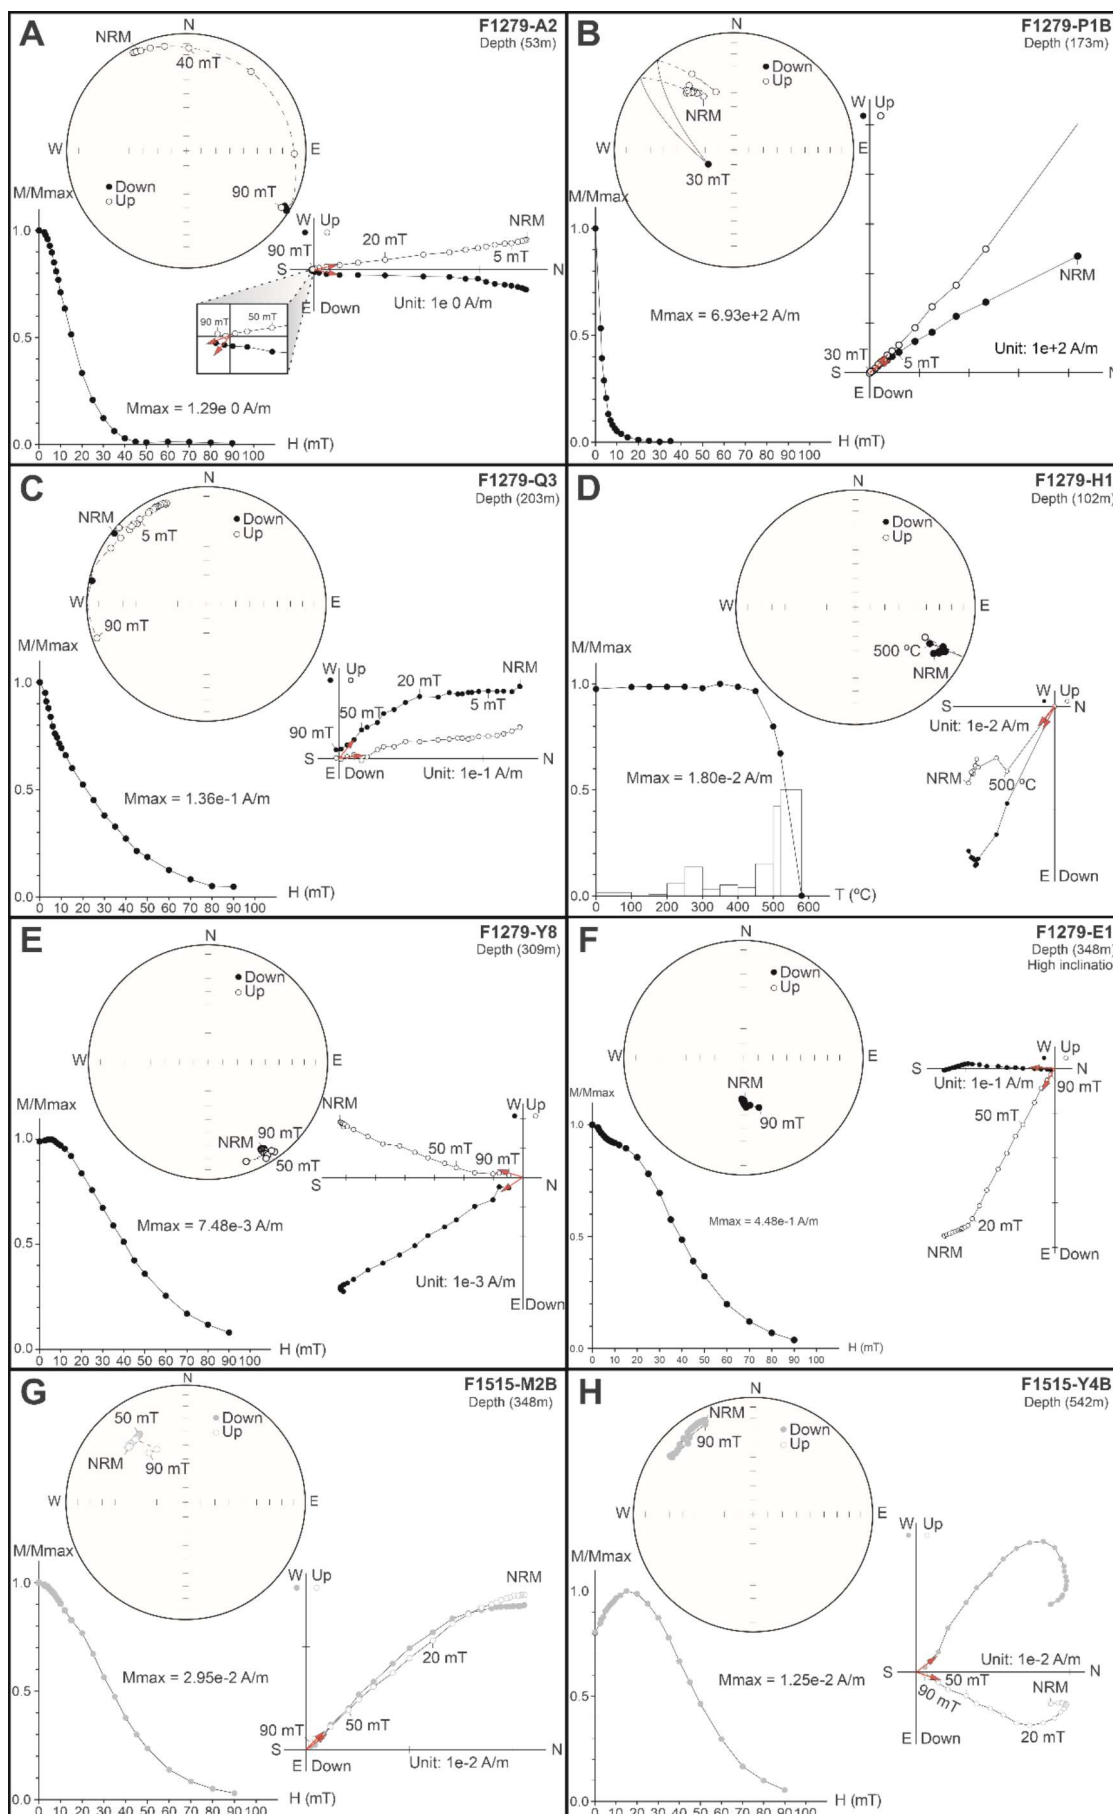 A
F1279-A2
Depth (53m)
N
NRM
40 mT
W
E
Down
Up
90 mT
M/Mmax
1.0
0.5
0.0
W Up
NRM
90 mT
20 mT
5 mT
S
N
E Down
Unit: 1e 0 A/m
90 mT
50 mT
Mmax = 1.29e 0 A/m
H (mT)
0 10 20 30 40 50 60 70 80 90 100
B
F1279-P1B
Depth (173m)
N
Down
Up
NRM
W
E
30 mT
M/Mmax
1.0
0.5
0.0
W Up
NRM
Mmax = 6.93e+2 A/m
Unit: 1e+2 A/m
30 mT
5 mT
S
N
E Down
H (mT)
0 10 20 30 40 50 60 70 80 90 100
C
F1279-Q3
Depth (203m)
N
NRM
5 mT
Down
Up
W
E
90 mT
M/Mmax
1.0
0.5
0.0
W Up
NRM
20 mT
5 mT
50 mT
90 mT
S
N
E Down
Unit: 1e-1 A/m
Mmax = 1.36e-1 A/m
H (mT)
0 10 20 30 40 50 60 70 80 90 100
D
F1279-H1
Depth (102m)
N
Down
Up
W
E
500 ºC
NRM
M/Mmax
1.0
0.5
0.0
W Up
S
N
Unit: 1e-2 A/m
NRM
500 ºC
E Down
Mmax = 1.80e-2 A/m
T (ºC)
0 100 200 300 400 500 600
E
F1279-Y8
Depth (309m)
N
Down
Up
W
E
NRM
90 mT
50 mT
M/Mmax
1.0
0.5
0.0
NRM
W Up
50 mT
90 mT
S
N
Mmax = 7.48e-3 A/m
Unit: 1e-3 A/m
E Down
H (mT)
0 10 20 30 40 50 60 70 80 90 100
F
F1279-E1
Depth (348m)
High inclination
N
Down
Up
W
E
NRM
90 mT
M/Mmax
1.0
0.5
0.0
W Up
S
N
Unit: 1e-1 A/m
90 mT
50 mT
20 mT
NRM
E Down
Mmax = 4.48e-1 A/m
H (mT)
0 10 20 30 40 50 60 70 80 90 100
G
F1515-M2B
Depth (348m)
N
50 mT
Down
Up
NRM
90 mT
W
E
M/Mmax
1.0
0.5
0.0
W Up
NRM
20 mT
Mmax = 2.95e-2 A/m
90 mT
50 mT
S
N
E Down
Unit: 1e-2 A/m
H (mT)
0 10 20 30 40 50 60 70 80 90 100
H
F1515-Y4B
Depth (542m)
N
NRM
90 mT
Down
Up
W
E
M/Mmax
1.0
0.5
0.0
W Up
Unit: 1e-2 A/m
S
N
50 mT
90 mT
NRM
20 mT
E Down
Mmax = 1.25e-2 A/m
H (mT)
0 10 20 30 40 50 60 70 80 90 100